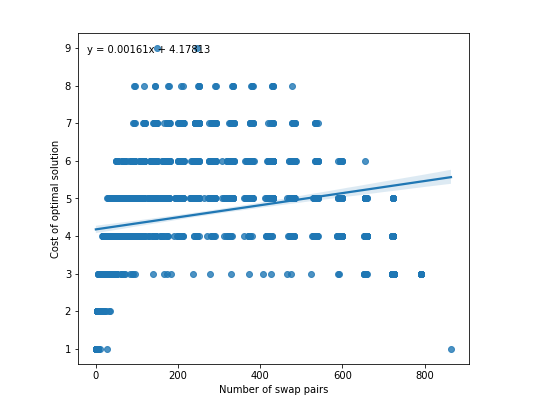 y = 0.00161x + 4.17813
9
8
7
6
5
4
3
2
1
Cost of optimal solution
0 200 400 600 800
Number of swap pairs